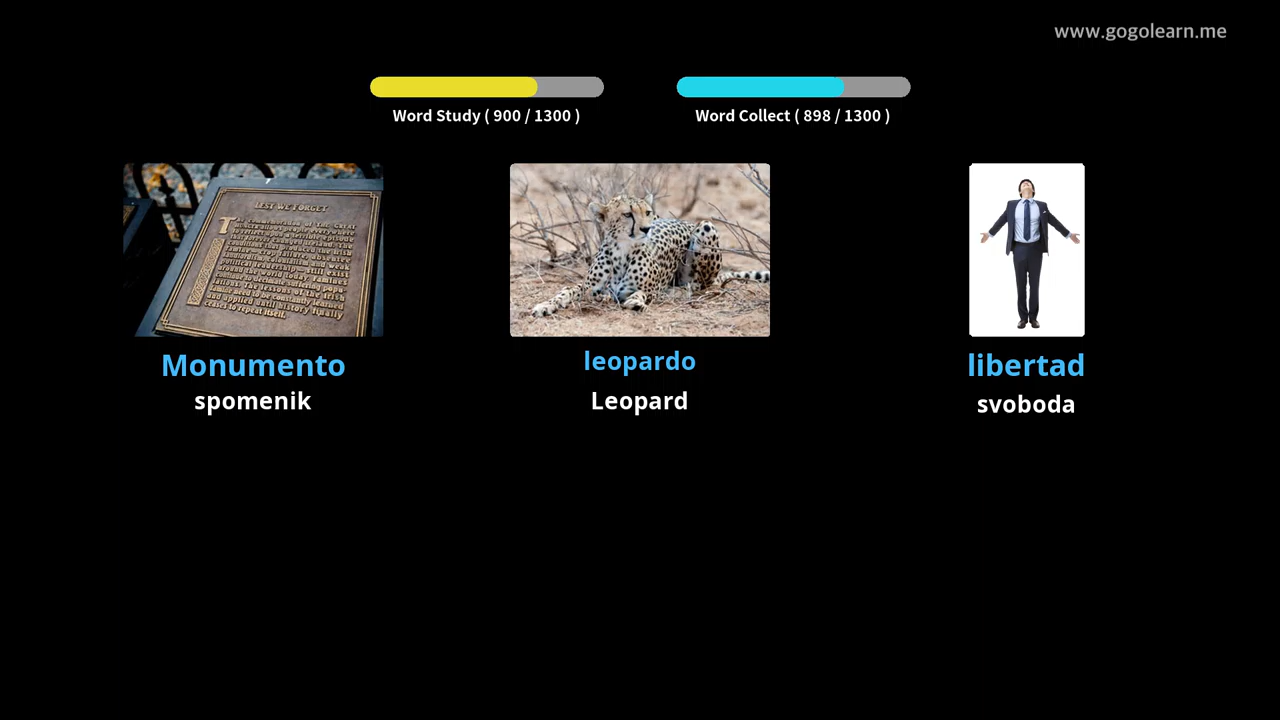 www.gogolearn.me
Word Study ( 900 / 1300 )
Word Collect ( 898 / 1300 )
LEST WE FORGET
Monumento
spomenik
leopardo
Leopard
libertad
svoboda